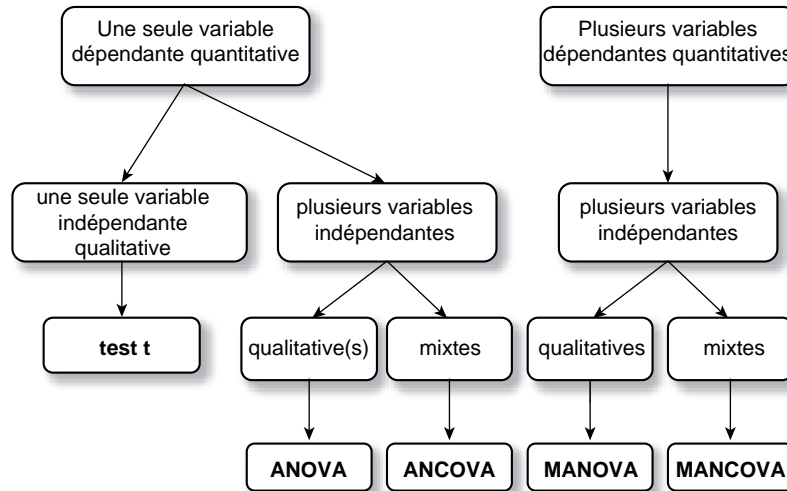 Une seule variable
dépendante quantitative
Plusieurs variables
dépendantes quantitatives
une seule variable
indépendante
qualitative
plusieurs variables
indépendantes
plusieurs variables
indépendantes
test t
qualitative(s)
mixtes
qualitatives
mixtes
ANOVA
ANCOVA
MANOVA
MANCOVA